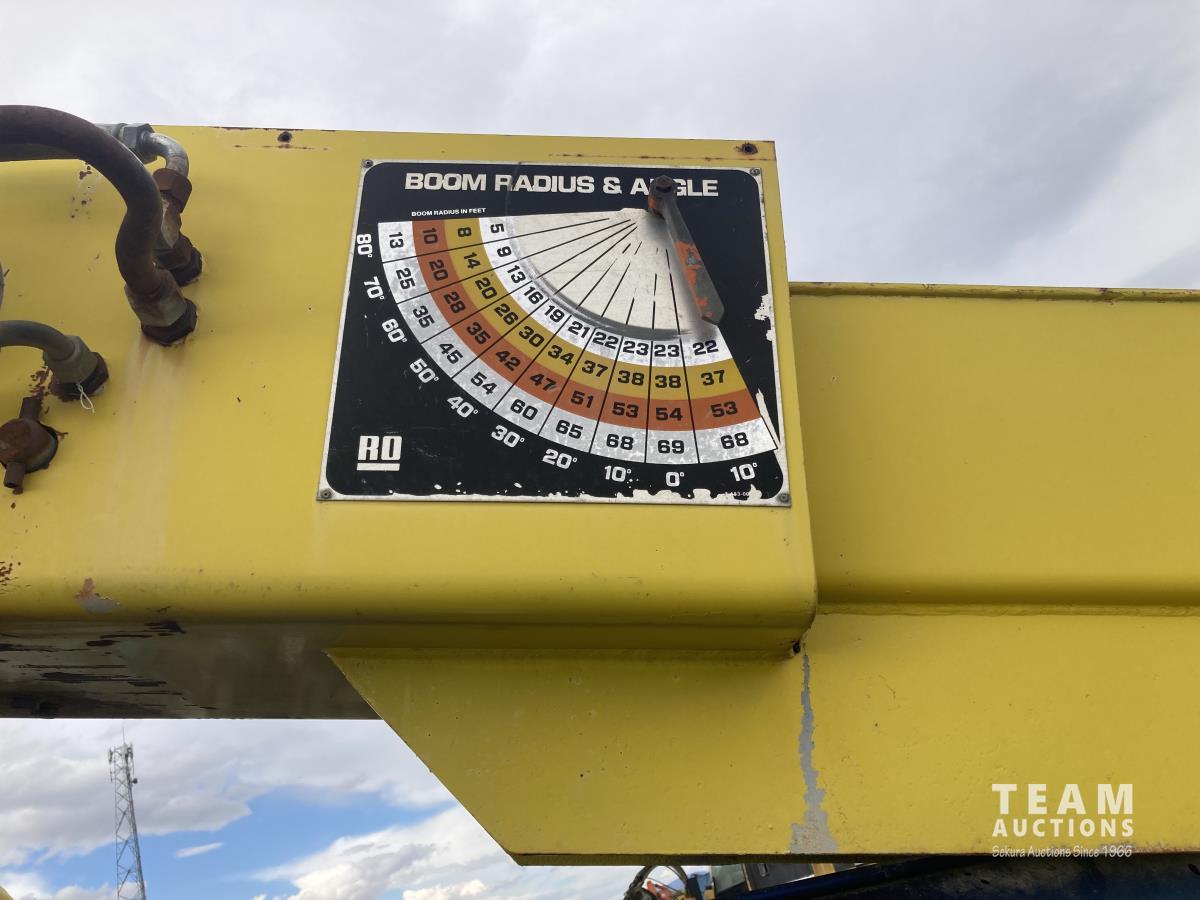 BOOM RADIUS & ANGLE
BOOM RADIUS IN FEET
5 9 13 16 19 21 22 23 23 22
8 14 20 26 30 34 37 38 38 37
10 20 28 35 42 47 51 53 54 53
13 25 35 45 54 60 65 68 69 68
80° 70° 60° 50° 40° 30° 20° 10° 0° 10°
RO
TEAM
AUCTIONS
Sekura Auctions Since 1966